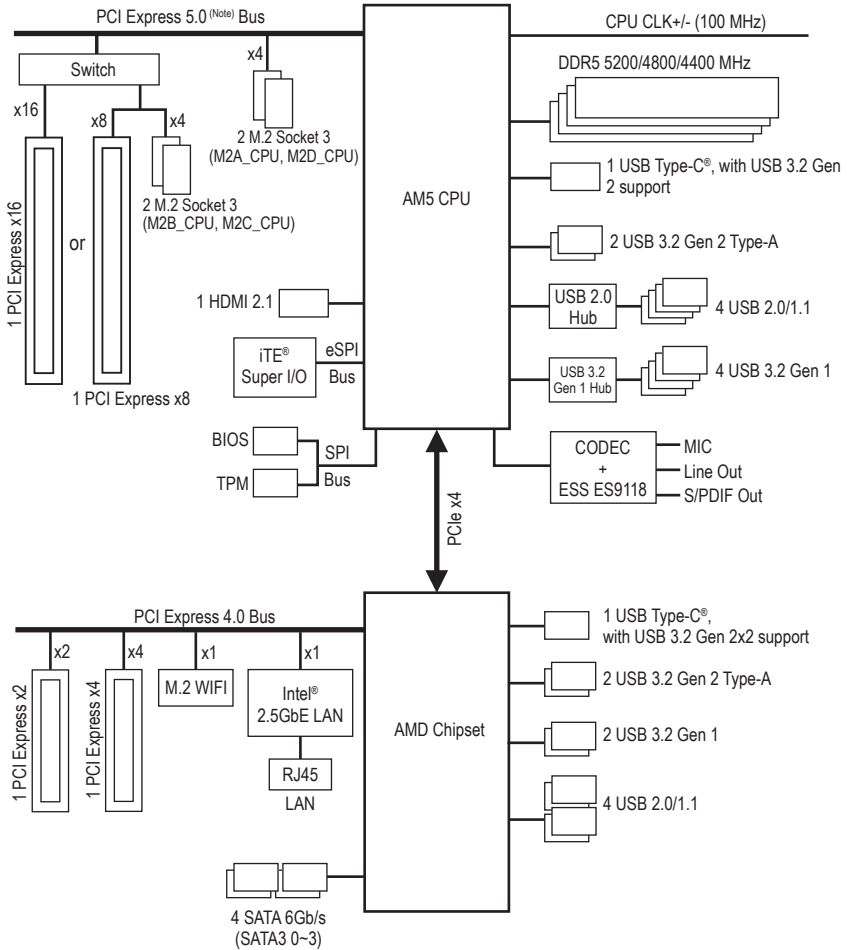 PCI Express 5.0 (Note) Bus
CPU CLK+/- (100 MHz)
Switch
x4
DDR5 5200/4800/4400 MHz
x16
x8
x4
2 M.2 Socket 3
(M2A_CPU, M2D_CPU)
1 USB Type-C®, with USB 3.2 Gen
2 support
AM5 CPU
2 M.2 Socket 3
(M2B_CPU, M2C_CPU)
or
1 PCI Express x16
2 USB 3.2 Gen 2 Type-A
1 HDMI 2.1
USB 2.0
Hub
4 USB 2.0/1.1
iTE®
Super I/O
eSPI
Bus
USB 3.2
Gen 1 Hub
4 USB 3.2 Gen 1
1 PCI Express x8
BIOS
TPM
SPI
Bus
CODEC
+
ESS ES9118
MIC
Line Out
S/PDIF Out
PCIe x4
PCI Express 4.0 Bus
1 USB Type-C®,
with USB 3.2 Gen 2x2 support
x2
x4
x1
x1
1 PCI Express x2
1 PCI Express x4
M.2 WIFI
Intel®
2.5GbE LAN
2 USB 3.2 Gen 2 Type-A
AMD Chipset
2 USB 3.2 Gen 1
RJ45
LAN
4 USB 2.0/1.1
4 SATA 6Gb/s
(SATA3 0~3)